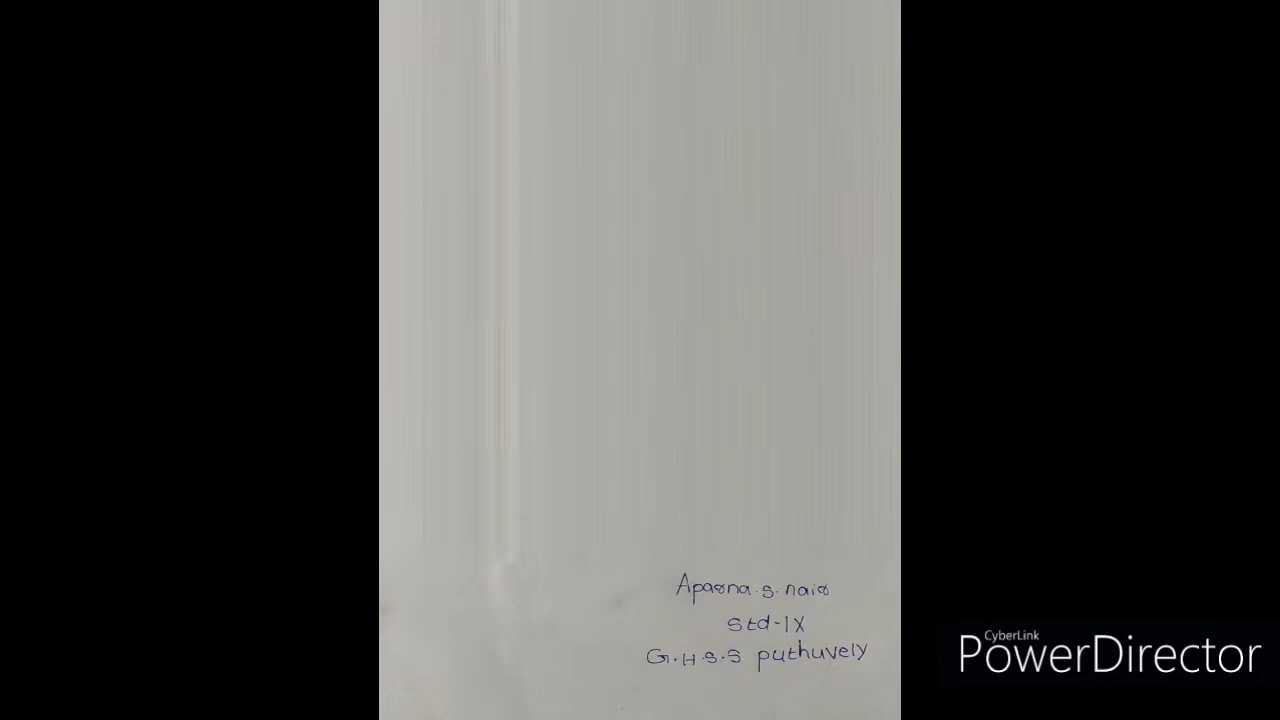 Aparna.s.nair
Std-IX
G.H.S.S puthuvely
CyberLink
PowerDirector